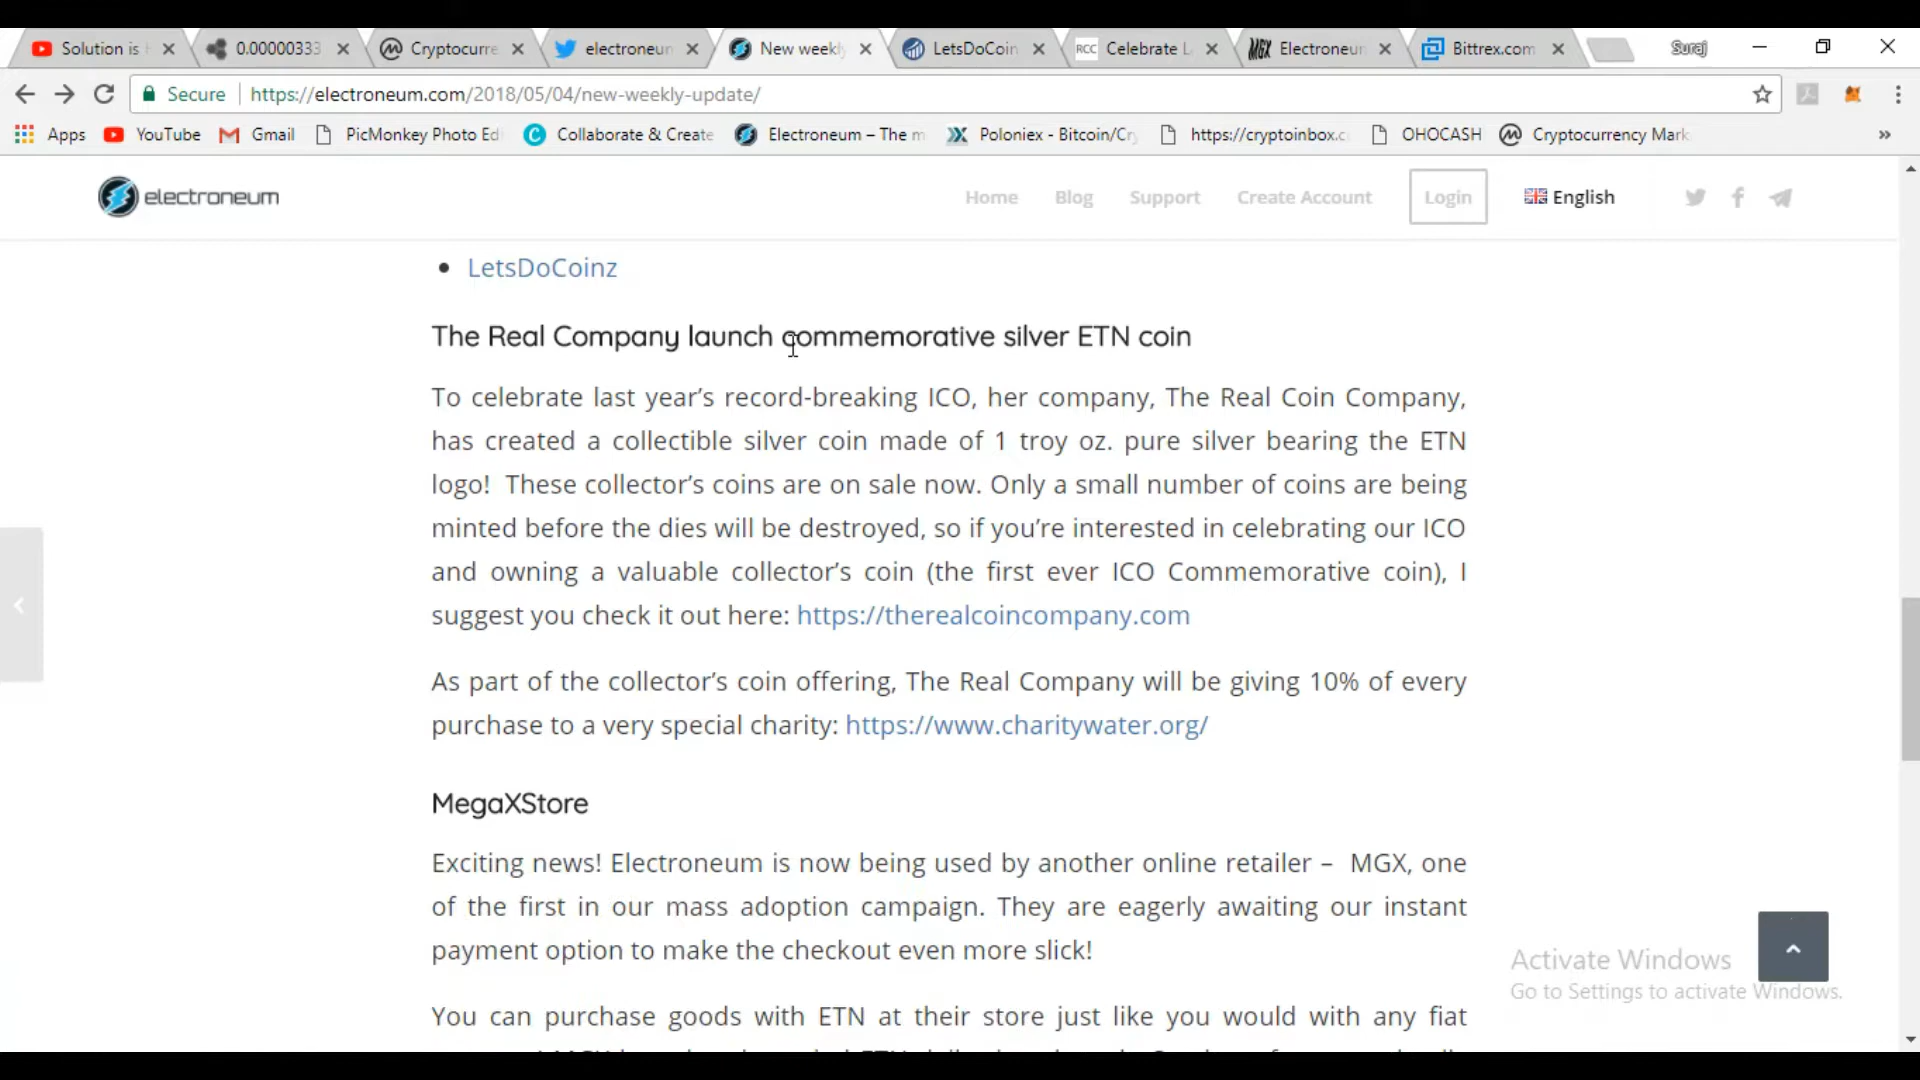 Solution is
0.00000333
Cryptocurre
electroneum
New weekly
LetsDoCoin
RCC Celebrate L
MGX Electroneum
Bittrex.com
Suraj
Secure
https://electroneum.com/2018/05/04/new-weekly-update/
Apps
YouTube
Gmail
PicMonkey Photo Ed
Collaborate & Create
Electroneum – The m
Poloniex - Bitcoin/Cry
https://cryptoinbox.c
OHOCASH
Cryptocurrency Mark
»
electroneum
Home
Blog
Support
Create Account
Login
English
LetsDoCoinz
The Real Company launch commemorative silver ETN coin
To celebrate last year's record-breaking ICO, her company, The Real Coin Company,
has created a collectible silver coin made of 1 troy oz. pure silver bearing the ETN
logo! These collector's coins are on sale now. Only a small number of coins are being
minted before the dies will be destroyed, so if you're interested in celebrating our ICO
and owning a valuable collector's coin (the first ever ICO Commemorative coin), I
suggest you check it out here: https://therealcoincompany.com
As part of the collector's coin offering, The Real Company will be giving 10% of every
purchase to a very special charity: https://www.charitywater.org/
MegaXStore
Exciting news! Electroneum is now being used by another online retailer – MGX, one
of the first in our mass adoption campaign. They are eagerly awaiting our instant
payment option to make the checkout even more slick!
Activate Windows
Go to Settings to activate Windows.
You can purchase goods with ETN at their store just like you would with any fiat